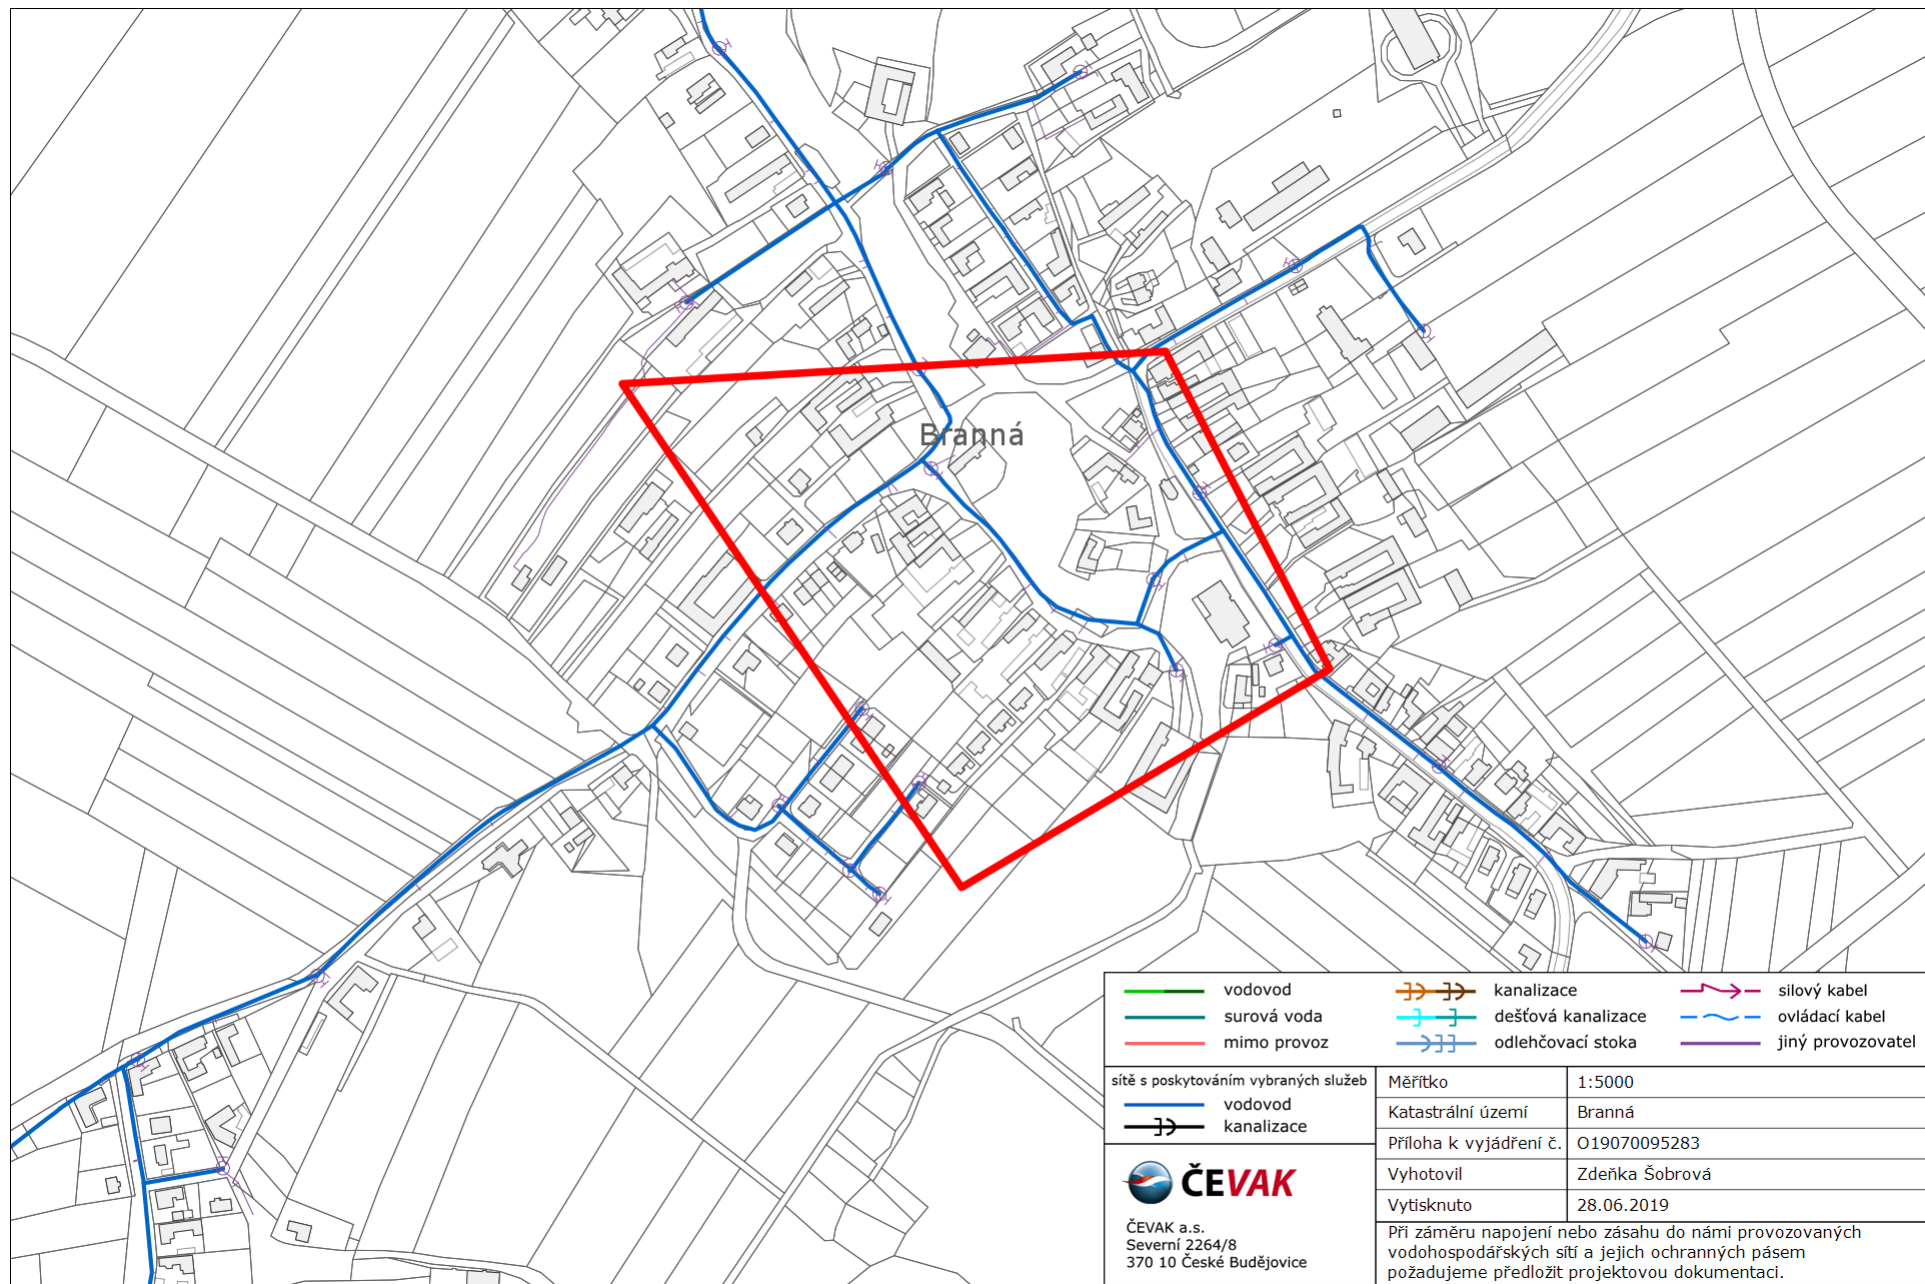 Branná
vodovod
surová voda
mimo provoz
kanalizace
dešťová kanalizace
odlehčovací stoka
silový kabel
ovládací kabel
jiný provozovatel
sítě s poskytováním vybraných služeb
vodovod
kanalizace
Měřítko 1:5000
Katastrální území Branná
Příloha k vyjádření č. O19070095283
Vyhotovil Zdeňka Šobrová
Vytisknuto 28.06.2019
ČEVAK
ČEVAK a.s.
Severní 2264/8
370 10 České Budějovice
Při záměru napojení nebo zásahu do námi provozovaných
vodohospodářských sítí a jejich ochranných pásem
požadujeme předložit projektovou dokumentaci.